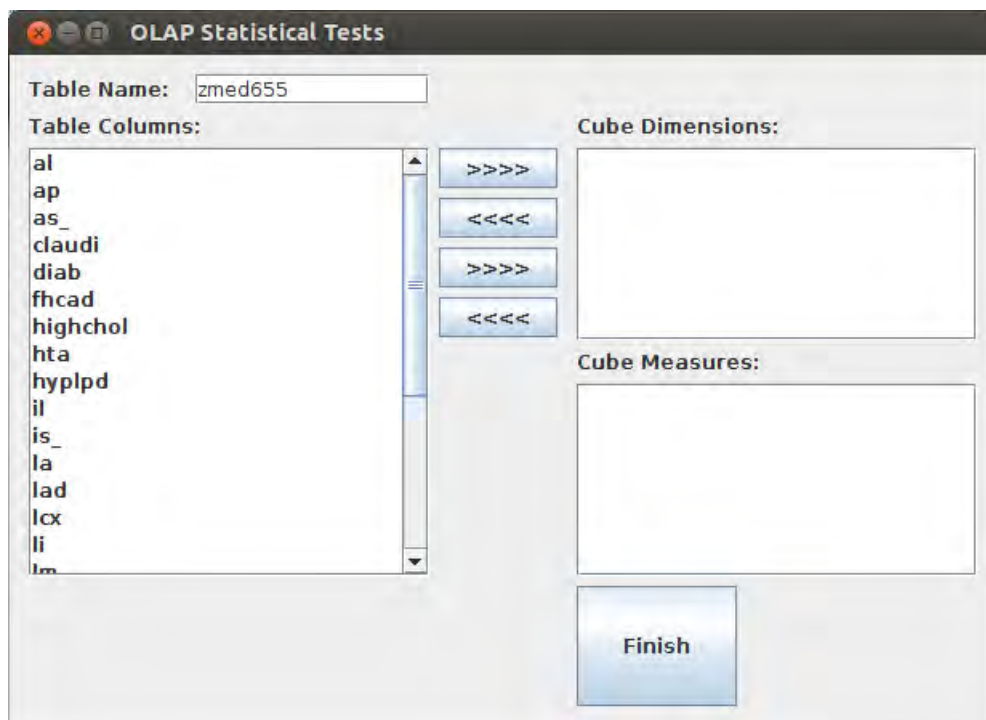 OLAP Statistical Tests
Table Name: zmed655
Table Columns:
al
ap
as_
claudi
diab
fhcad
highchol
hta
hyplpd
il
is_
la
lad
lcx
li
lm
>>>>
<<<<
>>>>
<<<<
Cube Dimensions:
Cube Measures:
Finish